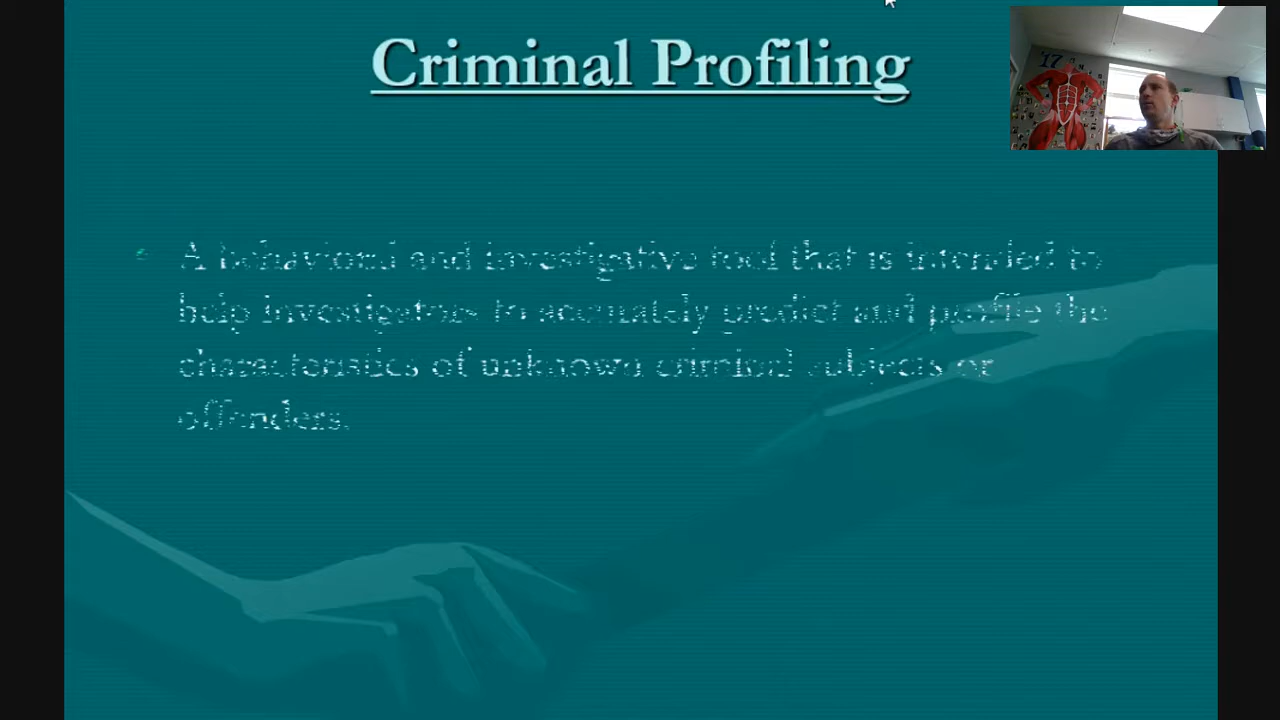 Criminal Profiling
'17
A behavioral and investigative tool that is intended to
help investigators to accurately predict and profile the
characteristics of unknown criminal subjects or
offenders.